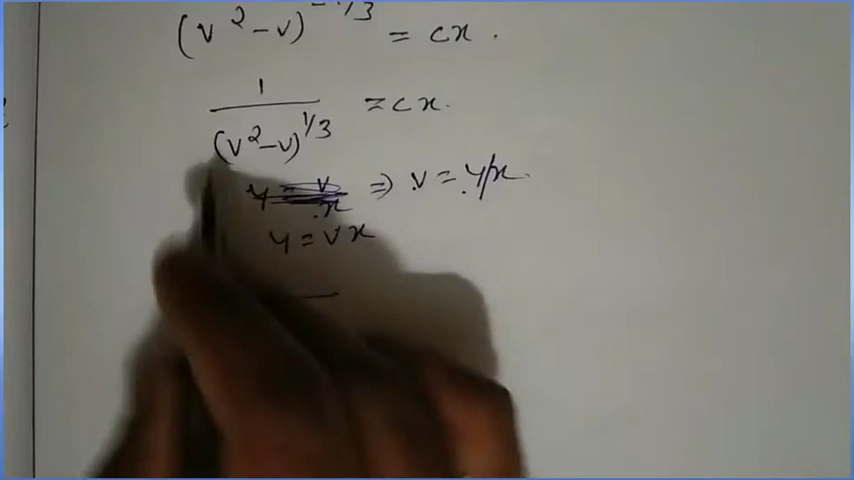 (v² - v)^-1/3 = cx.
1 / (v² - v)^1/3 = cx.
⇒ v = y/x.
y = vx